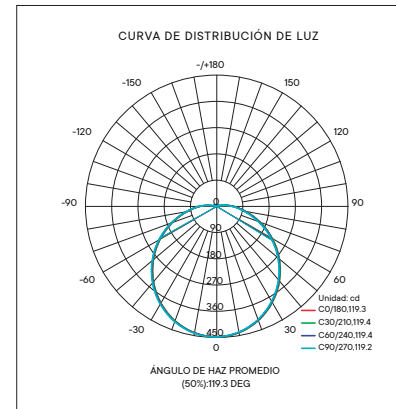 CURVA DE DISTRIBUCIÓN DE LUZ
-/+180
-150 150
-120 120
-90 0 90
90
-60 180 60
270
-30 360 30
450
0
Unidad: cd
C0/180,119.3
C30/210,119.4
C60/240,119.4
C90/270,119.2
ÁNGULO DE HAZ PROMEDIO
(50%):119.3 DEG